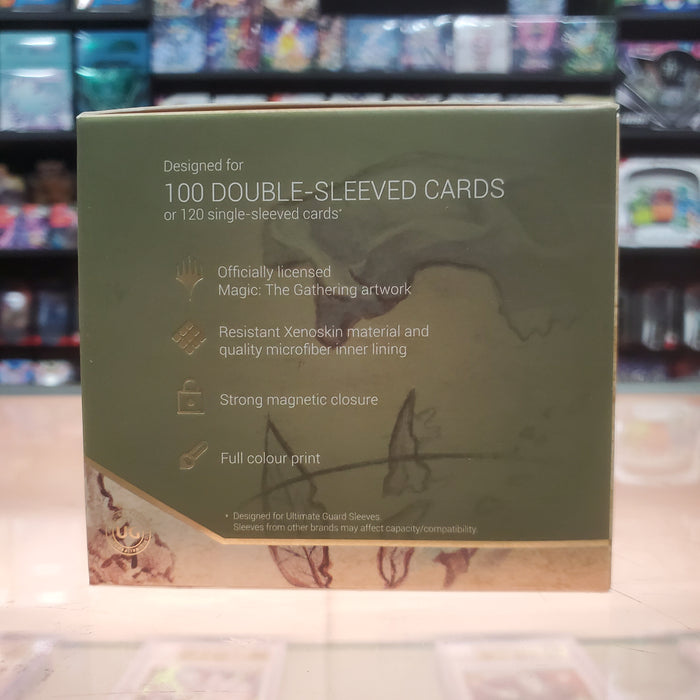 Designed for
100 DOUBLE-SLEEVED CARDS
or 120 single-sleeved cards*
Officially licensed
Magic: The Gathering artwork
Resistant Xenoskin material and
quality microfiber inner lining
Strong magnetic closure
Full colour print
* Designed for Ultimate Guard Sleeves.
Sleeves from other brands may affect capacity/compatibility.
UG